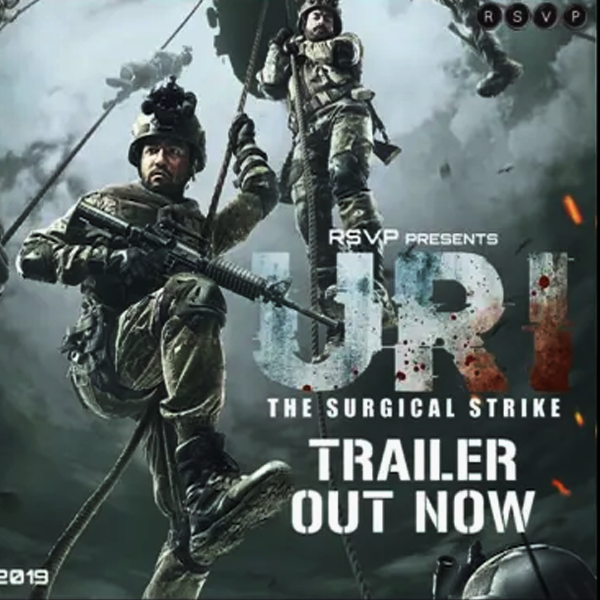 RSVP
RSVP PRESENTS
URI
THE SURGICAL STRIKE
TRAILER
OUT NOW
2019